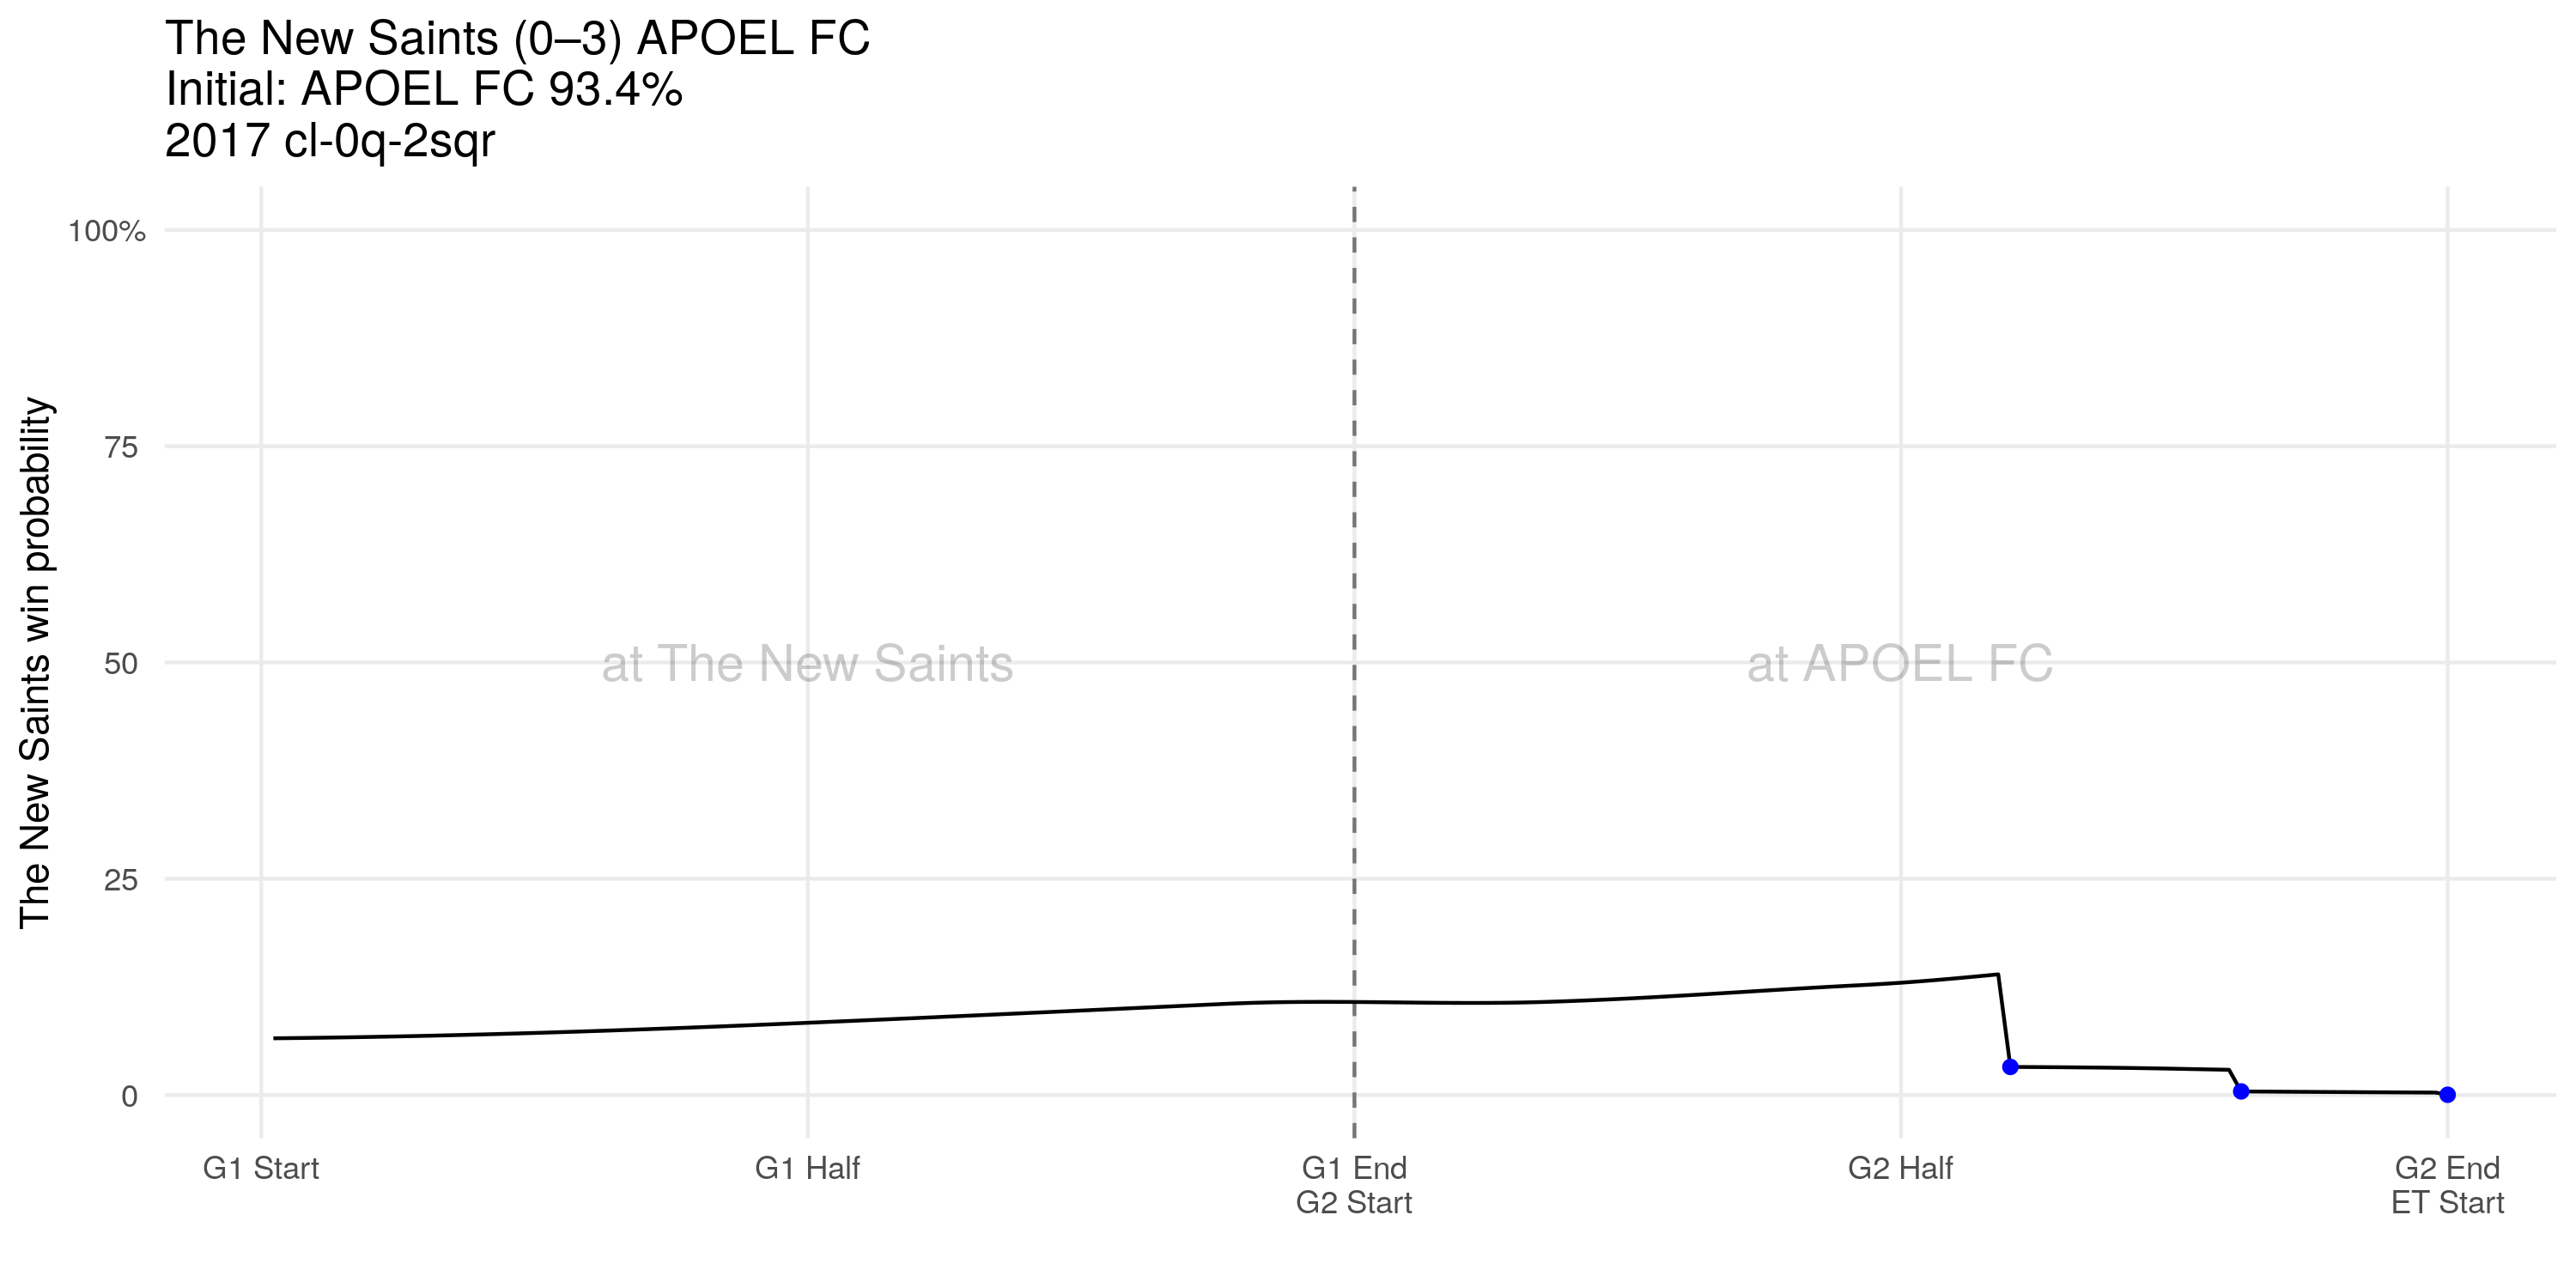 The New Saints (0–3) APOEL FC
Initial: APOEL FC 93.4%
2017 cl-0q-2sqr
The New Saints win probability
100%
75
50
25
0
at The New Saints
at APOEL FC
G1 Start
G1 Half
G1 End
G2 Start
G2 Half
G2 End
ET Start